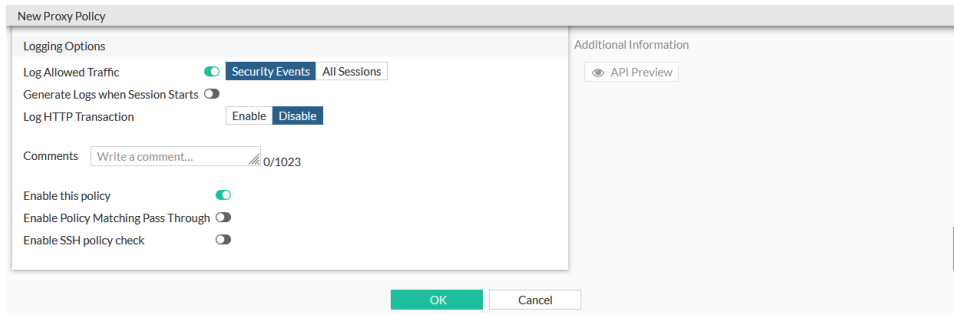 New Proxy Policy
Logging Options
Additional Information
Log Allowed Traffic Security Events All Sessions
API Preview
Generate Logs when Session Starts
Log HTTP Transaction Enable Disable
Comments Write a comment... 0/1023
Enable this policy
Enable Policy Matching Pass Through
Enable SSH policy check
OK Cancel